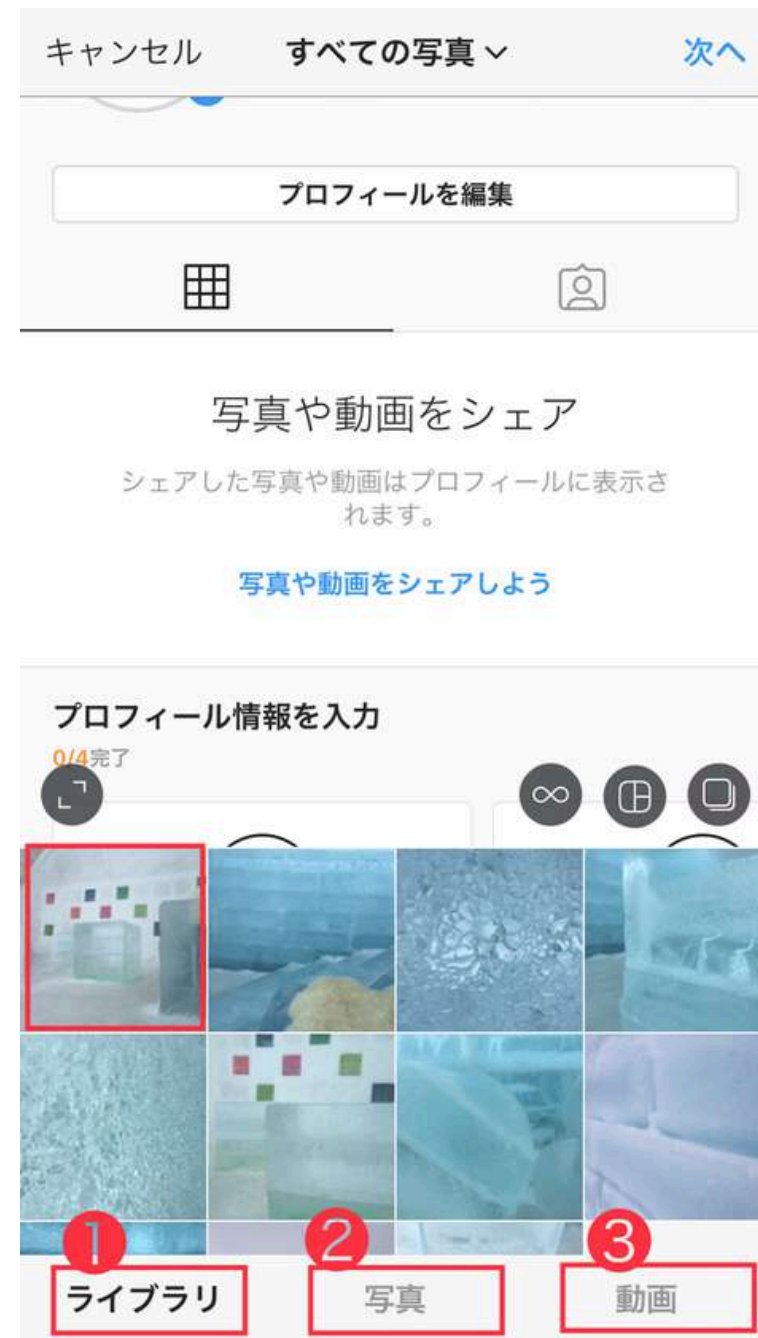 キャンセル すべての写真 次へ
プロフィールを編集
写真や動画をシェア
シェアした写真や動画はプロフィールに表示さ
れます。
写真や動画をシェアしよう
プロフィール情報を入力
0/4完了
1 2 3
ライブラリ 写真 動画